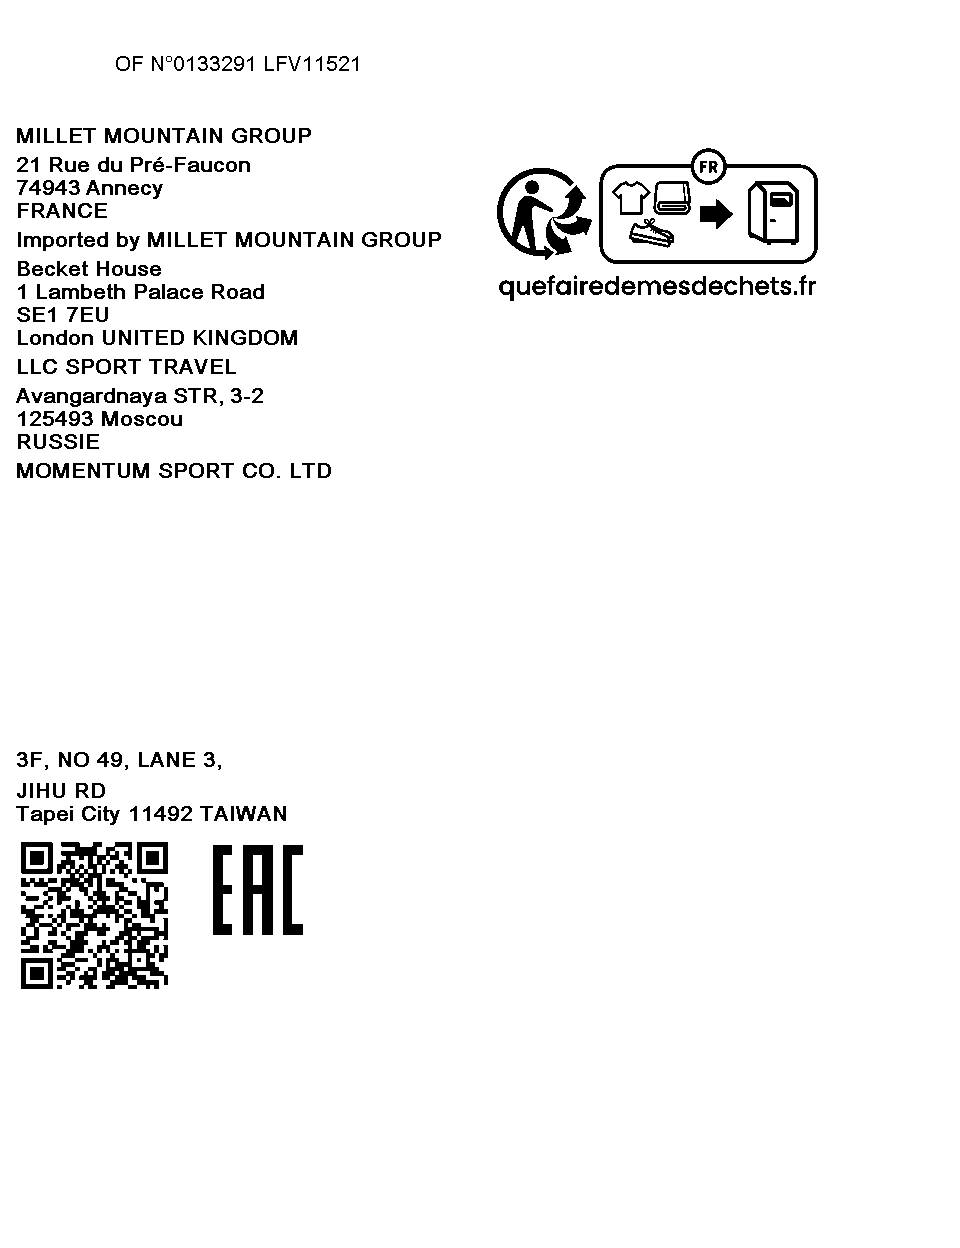 OF N°0133291 LFV11521
MILLET MOUNTAIN GROUP
21 Rue du Pré-Faucon
74943 Annecy
FRANCE
Imported by MILLET MOUNTAIN GROUP
Becket House
1 Lambeth Palace Road
SE1 7EU
London UNITED KINGDOM
LLC SPORT TRAVEL
Avangardnaya STR, 3-2
125493 Moscou
RUSSIE
MOMENTUM SPORT CO. LTD
FR
quefairedemesdechets.fr
3F, NO 49, LANE 3,
JIHU RD
Tapei City 11492 TAIWAN
EAC